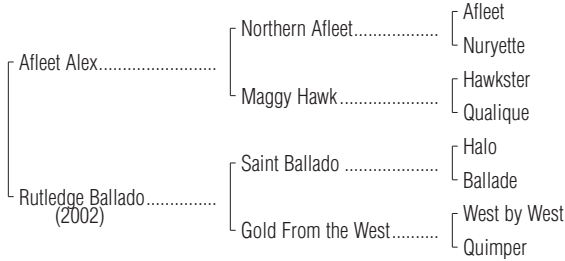 Afleet
Northern Afleet
Nuryette
Afleet Alex
Hawkster
Maggy Hawk
Qualique
Halo
Saint Ballado
Ballade
Rutledge Ballado
(2002)
West by West
Gold From the West
Quimper